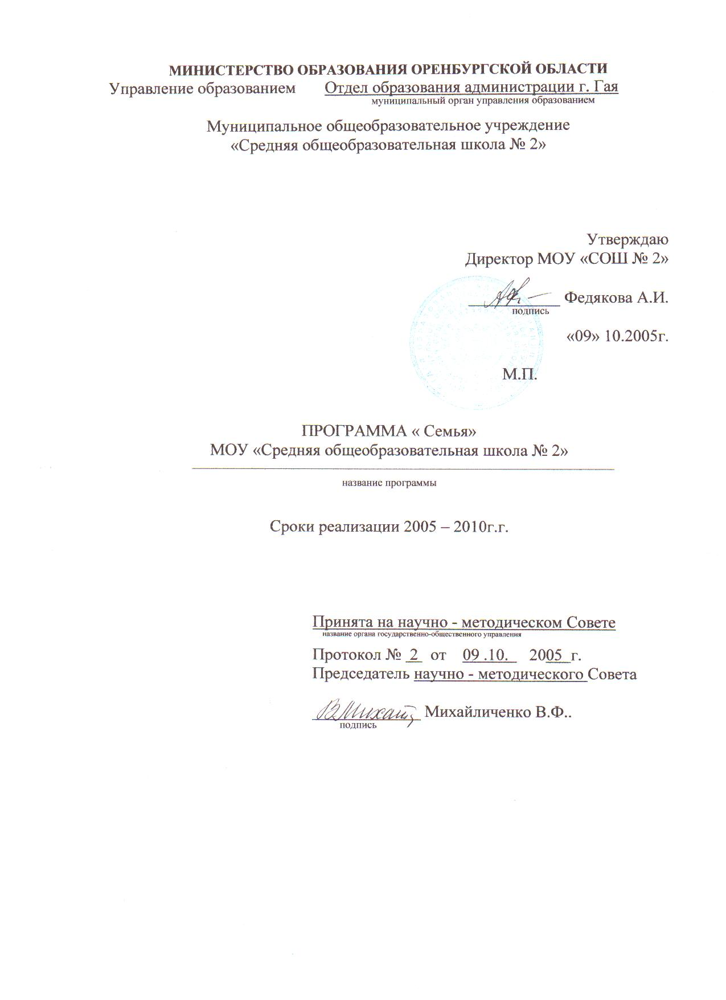 МИНИСТЕРСТВО ОБРАЗОВАНИЯ ОРЕНБУРГСКОЙ ОБЛАСТИ
Управление образованием Отдел образования администрации г. Гая
муниципальный орган управления образованием
Муниципальное общеобразовательное учреждение
«Средняя общеобразовательная школа № 2»
Утверждаю
Директор МОУ «СОШ № 2»
Федякова А.И.
подпись
«09» 10.2005г.
М.П.
ПРОГРАММА « Семья»
МОУ «Средняя общеобразовательная школа № 2»
название программы
Сроки реализации 2005 – 2010г.г.
Принята на научно - методическом Совете
название органа государственно-общественного управления
Протокол № 2 от 09 .10. 2005 г.
Председатель научно - методического Совета
Михайличенко В.Ф..
подпись